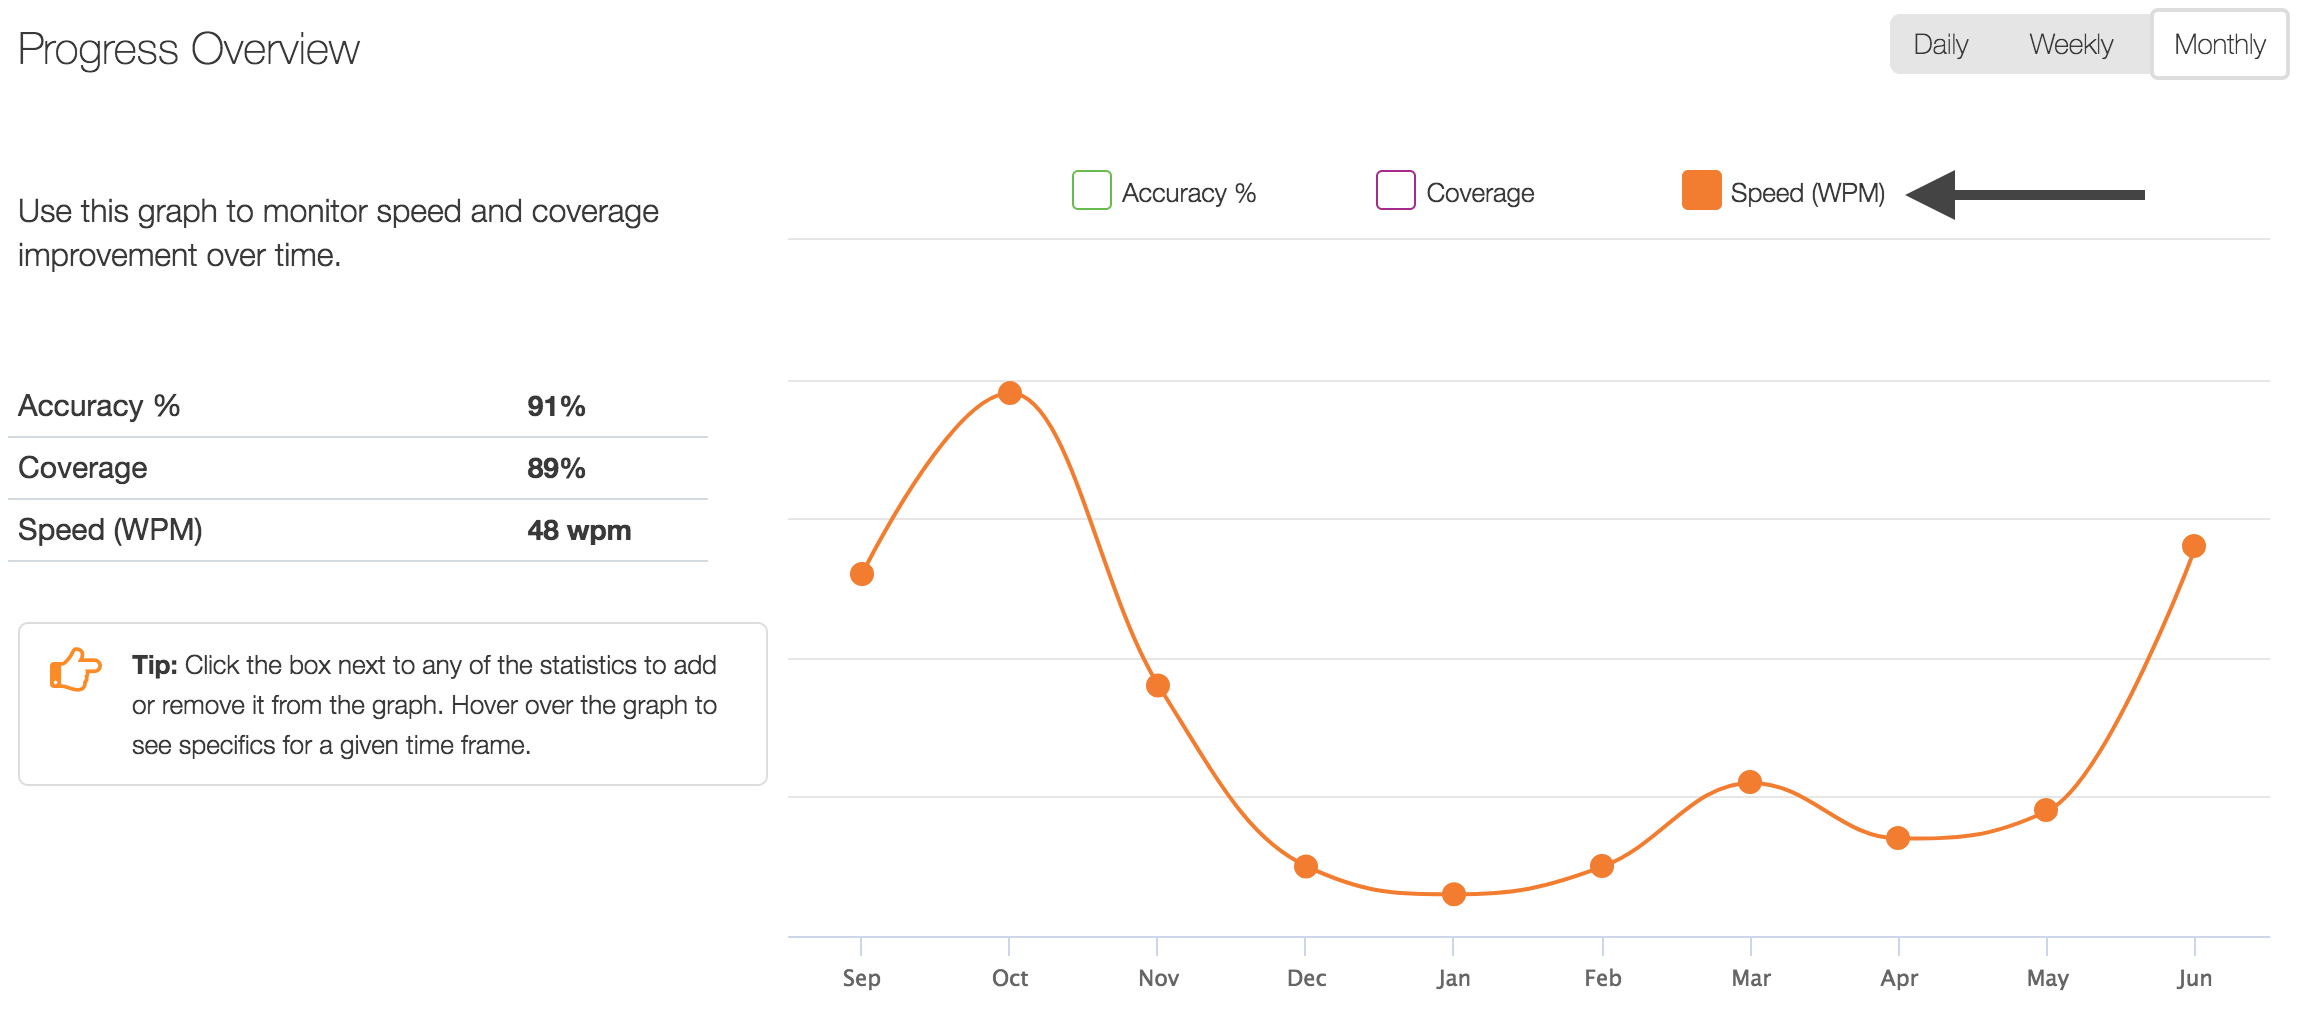 Progress Overview
Daily
Weekly
Monthly
Use this graph to monitor speed and coverage
improvement over time.
Accuracy % 91%
Coverage 89%
Speed (WPM) 48 wpm
Tip: Click the box next to any of the statistics to add
or remove it from the graph. Hover over the graph to
see specifics for a given time frame.
Accuracy %
Coverage
Speed (WPM)
Sep Oct Nov Dec Jan Feb Mar Apr May Jun